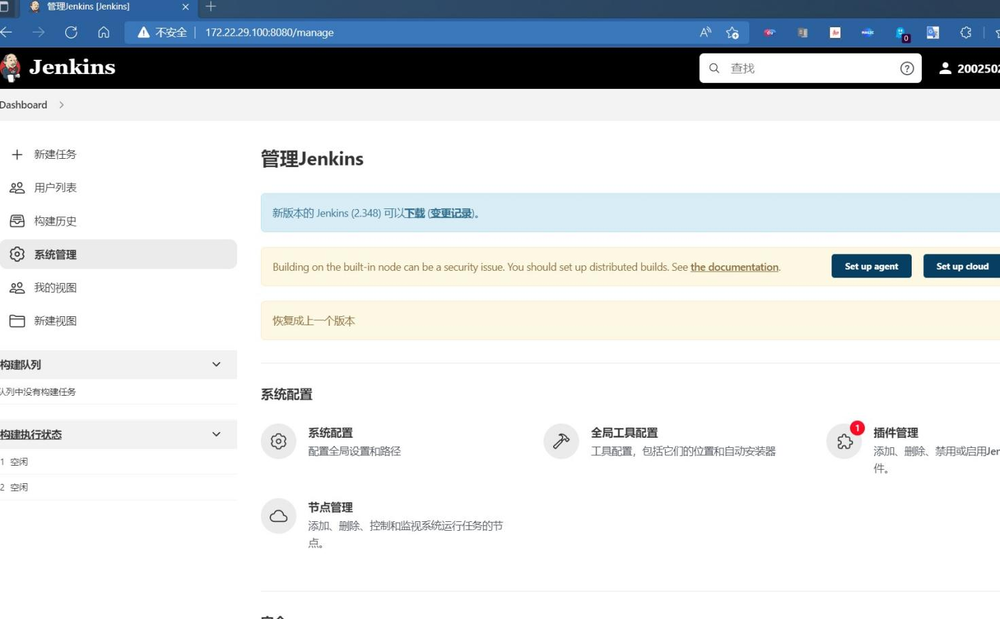 管理Jenkins [Jenkins]
不安全
172.22.29.100:8080/manage
0
Jenkins
查找
Dashboard
新建任务
用户列表
构建历史
系统管理
我的视图
新建视图
构建队列
队列中没有构建任务
构建执行状态
1 空闲
2 空闲
管理Jenkins
新版本的 Jenkins (2.348) 可以下载 (变更记录)。
Building on the built-in node can be a security issue. You should set up distributed builds. See the documentation.
Set up agent
Set up cloud
恢复成上一个版本
系统配置
系统配置
配置全局设置和路径
全局工具配置
工具配置，包括它们的位置和自动安装器
1
插件管理
添加、删除、禁用或启用Jen
件。
节点管理
添加、删除、控制和监视系统运行任务的节
点。